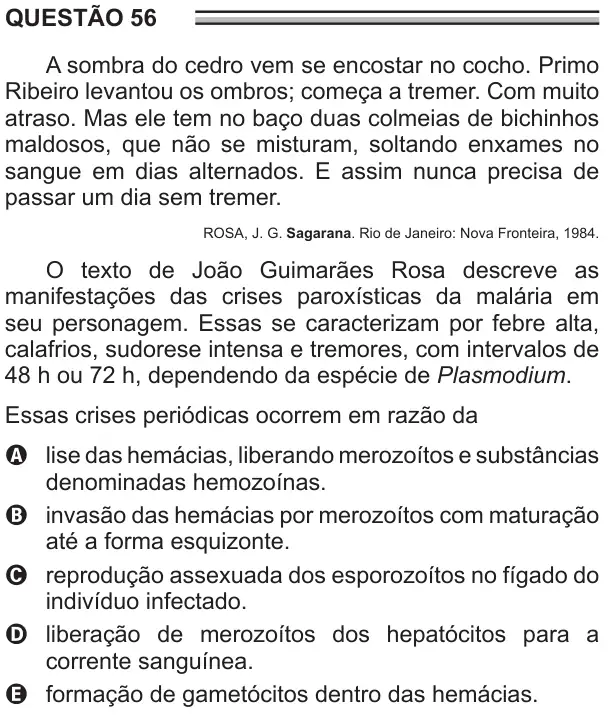 QUESTÃO 56
A sombra do cedro vem se encostar no cocho. Primo
Ribeiro levantou os ombros; começa a tremer. Com muito
atraso. Mas ele tem no baço duas colmeias de bichinhos
maldosos, que não se misturam, soltando enxames no
sangue em dias alternados. E assim nunca precisa de
passar um dia sem tremer.
ROSA, J. G. Sagarana. Rio de Janeiro: Nova Fronteira, 1984.
O texto de João Guimarães Rosa descreve as
manifestações das crises paroxísticas da malária em
seu personagem. Essas se caracterizam por febre alta,
calafrios, sudorese intensa e tremores, com intervalos de
48 h ou 72 h, dependendo da espécie de Plasmodium.
Essas crises periódicas ocorrem em razão da
A lise das hemácias, liberando merozoítos e substâncias
denominadas hemozoínas.
B invasão das hemácias por merozoítos com maturação
até a forma esquizonte.
C reprodução assexuada dos esporozoítos no fígado do
indivíduo infectado.
D liberação de merozoítos dos hepatócitos para a
corrente sanguínea.
E formação de gametócitos dentro das hemácias.